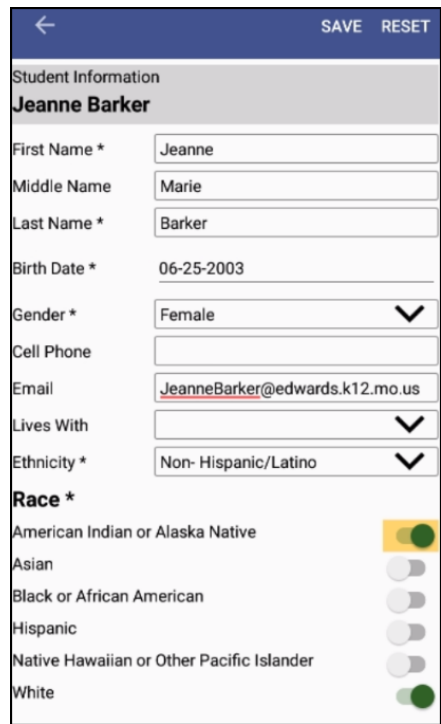 SAVE RESET
Student Information
Jeanne Barker
First Name * Jeanne
Middle Name Marie
Last Name * Barker
Birth Date * 06-25-2003
Gender * Female
Cell Phone
Email JeanneBarker@edwards.k12.mo.us
Lives With
Ethnicity * Non- Hispanic/Latino
Race *
American Indian or Alaska Native
Asian
Black or African American
Hispanic
Native Hawaiian or Other Pacific Islander
White